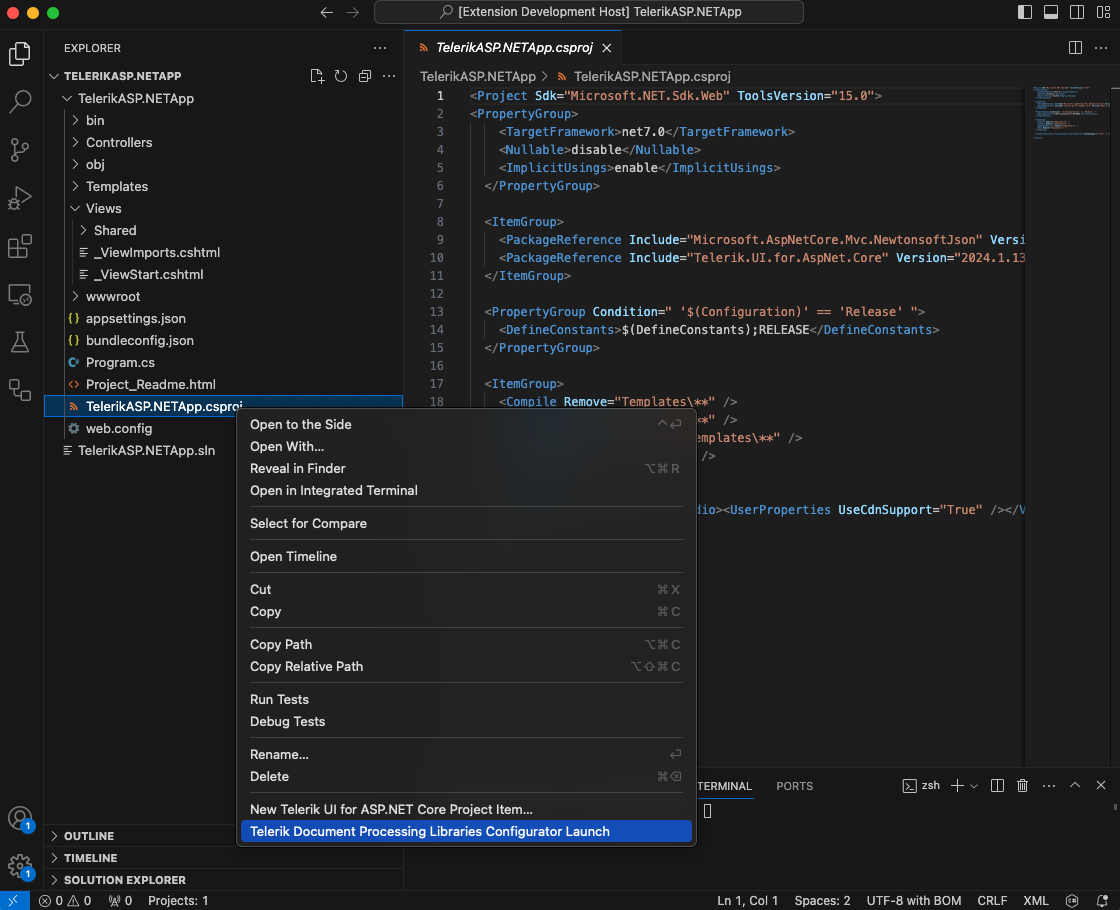 [Extension Development Host] TelerikASP.NETApp
EXPLORER
TELERIKASP.NETAPP
TelerikASP.NETApp
bin
Controllers
obj
Templates
Views
Shared
_ViewImports.cshtml
_ViewStart.cshtml
wwwroot
appsettings.json
bundleconfig.json
Program.cs
Project_Readme.html
TelerikASP.NETApp.csproj
web.config
TelerikASP.NETApp.sln
OUTLINE
TIMELINE
SOLUTION EXPLORER
TelerikASP.NETApp.csproj
TelerikASP.NETApp > TelerikASP.NETApp.csproj
1 <Project Sdk="Microsoft.NET.Sdk.Web" ToolsVersion="15.0">
2 <PropertyGroup>
3 <TargetFramework>net7.0</TargetFramework>
4 <Nullable>disable</Nullable>
5 <ImplicitUsings>enable</ImplicitUsings>
6 </PropertyGroup>
7
8 <ItemGroup>
9 <PackageReference Include="Microsoft.AspNetCore.Mvc.NewtonsoftJson" Versi
10 <PackageReference Include="Telerik.UI.for.AspNet.Core" Version="2024.1.13
11 </ItemGroup>
12
13 <PropertyGroup Condition=" '$(Configuration)' == 'Release' ">
14 <DefineConstants>$(DefineConstants);RELEASE</DefineConstants>
15 </PropertyGroup>
16
17 <ItemGroup>
18 <Compile Remove="Templates\**" />
\**" />
emplates\**" />
/>
dio><UserProperties UseCdnSupport="True" /></V
Open to the Side ^⏎
Open With...
Reveal in Finder ⌥⌘R
Open in Integrated Terminal
Select for Compare
Open Timeline
Cut ⌘X
Copy ⌘C
Copy Path ⌥⌘C
Copy Relative Path ⌥⇧⌘C
Run Tests
Debug Tests
Rename... ⏎
Delete ⌘⌫
New Telerik UI for ASP.NET Core Project Item...
Telerik Document Processing Libraries Configurator Launch
TERMINAL PORTS
zsh
1
1
0 0 0 Projects: 1
Ln 1, Col 1 Spaces: 2 UTF-8 with BOM CRLF XML